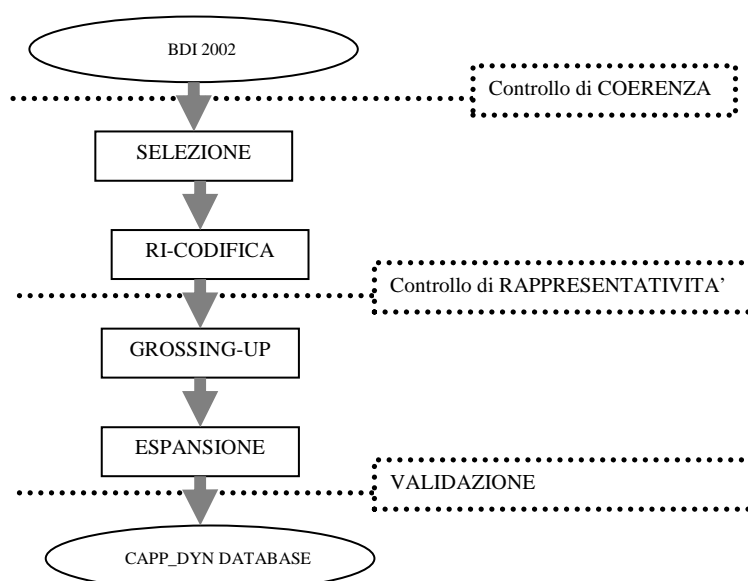 BDI 2002
Controllo di COERENZA
SELEZIONE
RI-CODIFICA
Controllo di RAPPRESENTATIVITA’
GROSSING-UP
ESPANSIONE
VALIDAZIONE
CAPP_DYN DATABASE